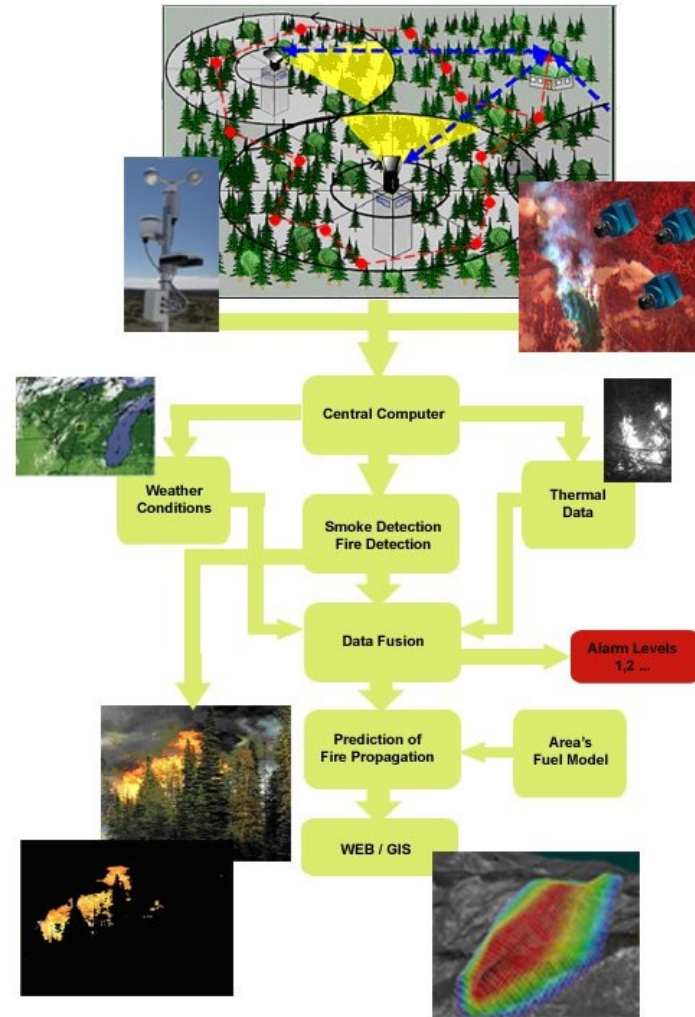 Central Computer
Weather
Conditions
Thermal
Data
Smoke Detection
Fire Detection
Data Fusion
Alarm Levels
1,2 ...
Prediction of
Fire Propagation
Area's
Fuel Model
WEB / GIS